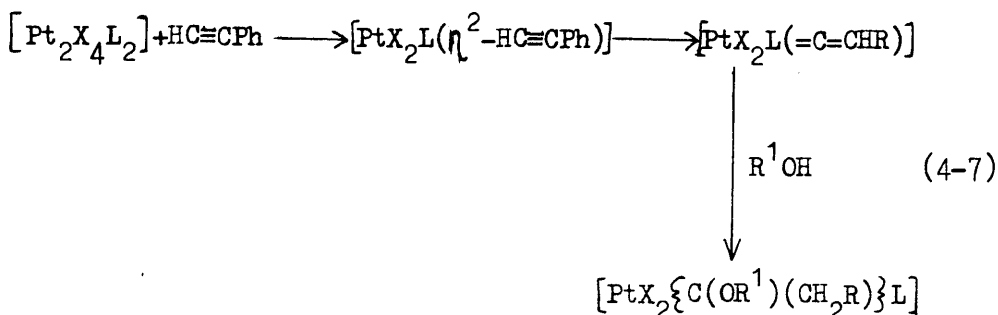 [Pt₂X₄L₂]+HC≡CPh ⟶ [PtX₂L(η²-HC≡CPh)] ⟶ [PtX₂L(=C=CHR)]
R¹OH (4-7)
[PtX₂{C(OR¹)(CH₂R)}L]